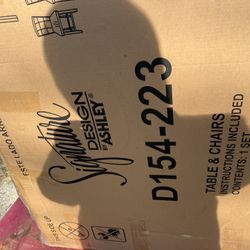 ESTE LADO ARR
Signature
DESIGN
BY ASHLEY®
D154-223
TABLE & CHAIRS
INSTRUCTIONS INCLUDED
CONTENTS: 1 SET